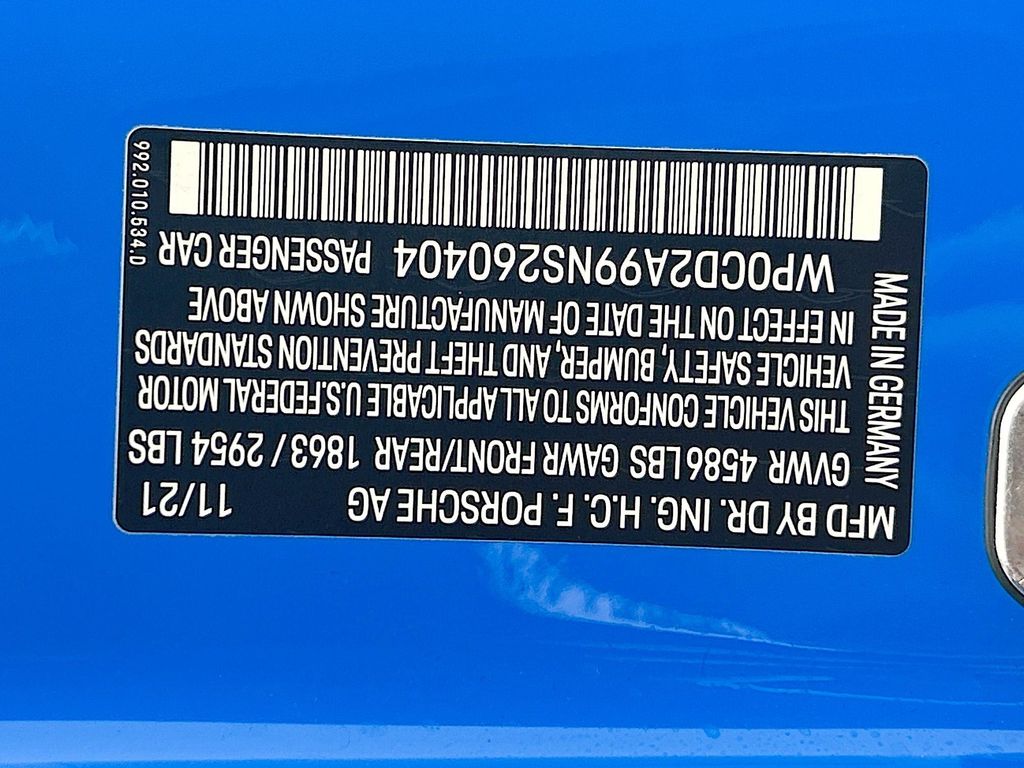 MFD BY DR. ING. H.C. F. PORSCHE AG 11/21
GVWR 4586 LBS GAWR FRONT/REAR 1863 / 2954 LBS
THIS VEHICLE CONFORMS TO ALL APPLICABLE U.S.FEDERAL MOTOR
VEHICLE SAFETY, BUMPER, AND THEFT PREVENTION STANDARDS
IN EFFECT ON THE DATE OF MANUFACTURE SHOWN ABOVE
WP0CD2A99NS260404 PASSENGER CAR
MADE IN GERMANY
992.010.534.D